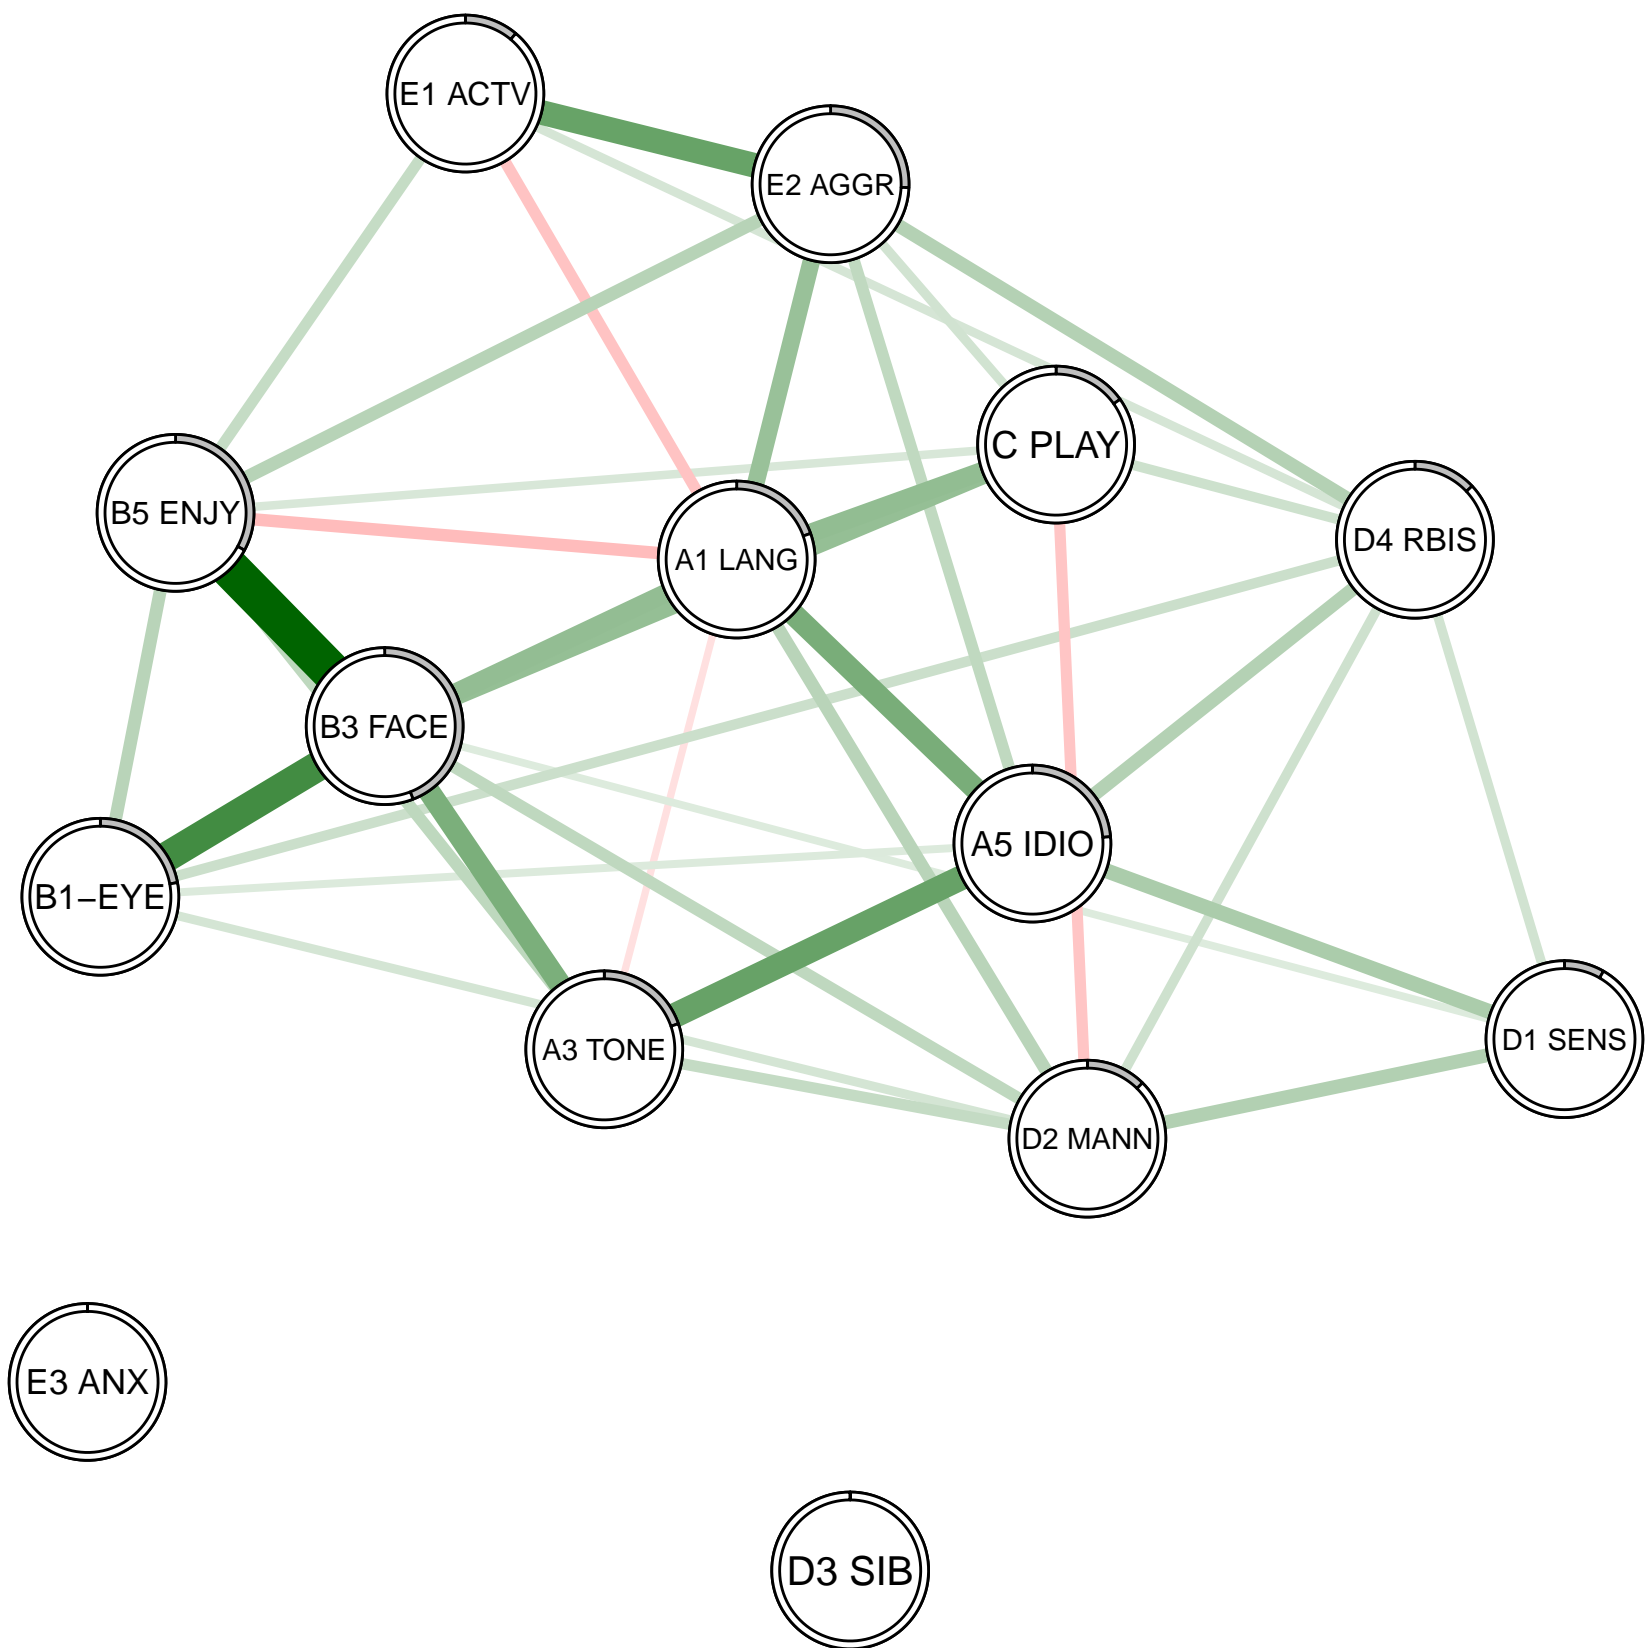 E1 ACTV
E2 AGGR
C PLAY
B5 ENJY
D4 RBIS
A1 LANG
B3 FACE
A5 IDIO
B1−EYE
D1 SENS
A3 TONE
D2 MANN
E3 ANX
D3 SIB